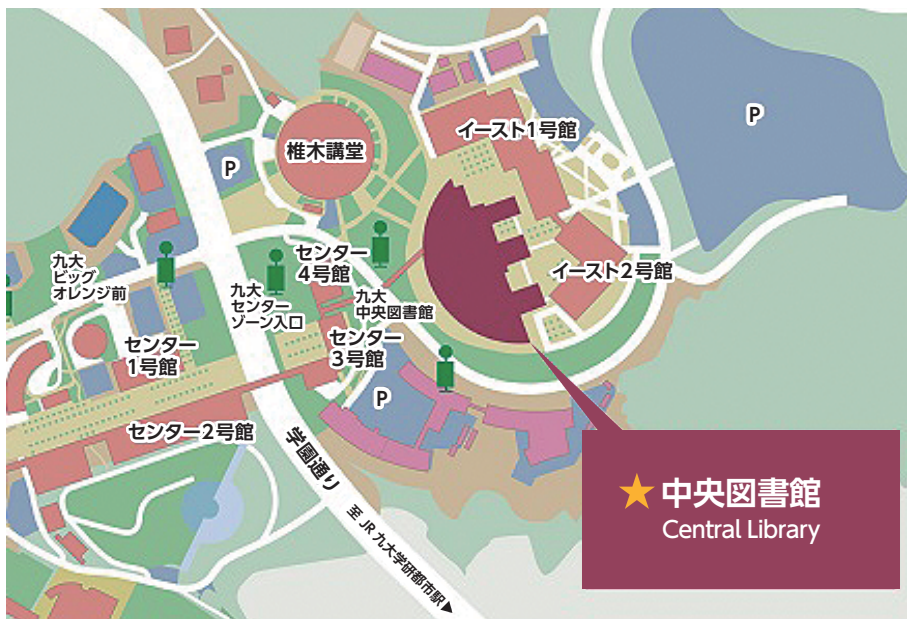 イースト1号館
P
椎木講堂
P
センター
4号館
イースト2号館
九大
ビッグ
オレンジ前
九大
センター
ゾーン入口
九大
中央図書館
センター
1号館
センター
3号館
P
センター2号館
学園通り
至 JR 九大学研都市駅▶
★中央図書館
Central Library